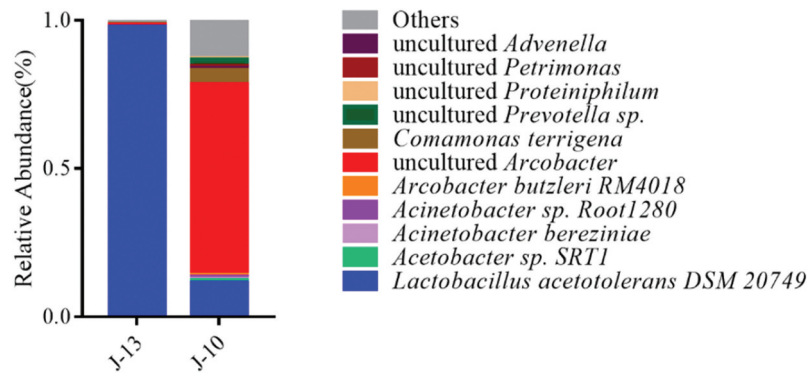 Relative Abundance(%)
1.0
0.5
0.0
J-13
J-10
Others
uncultured Advenella
uncultured Petrimonas
uncultured Proteiniphilum
uncultured Prevotella sp.
Comamonas terrigena
uncultured Arcobacter
Arcobacter butzleri RM4018
Acinetobacter sp. Root1280
Acinetobacter bereziniae
Acetobacter sp. SRT1
Lactobacillus acetotolerans DSM 20749